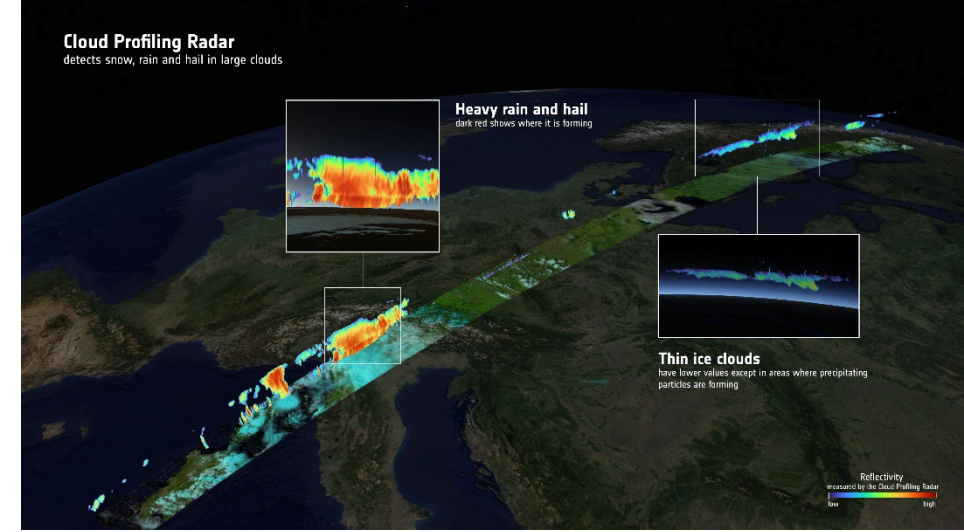 Cloud Profiling Radar
detects snow, rain and hail in large clouds
Heavy rain and hail
dark red shows where it is forming
Thin ice clouds
have lower values except in areas where precipitating
particles are forming
Reflectivity
measured by the Cloud Profiling Radar
low high